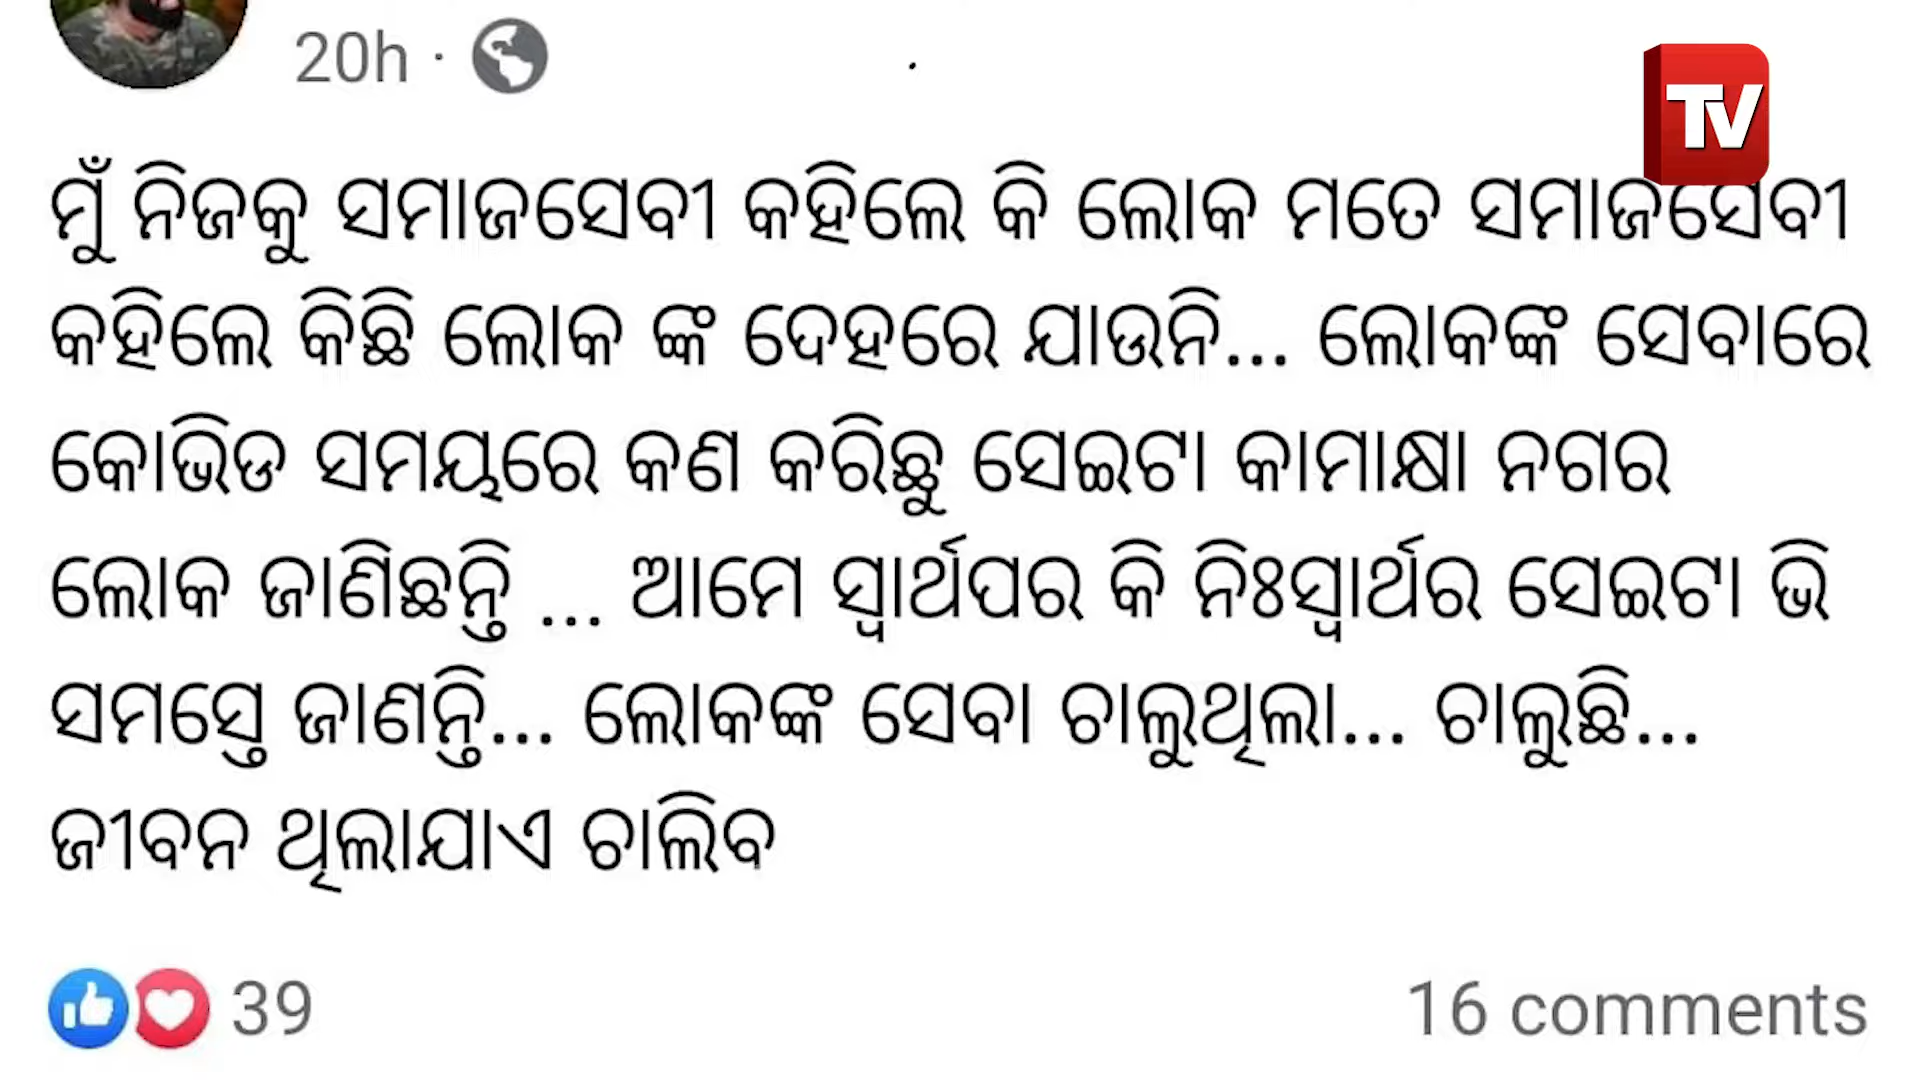 20h ·
TV
ମୁଁ ନିଜକୁ ସମାଜସେବୀ କହିଲେ କି ଲୋକ ମତେ ସମାଜସେବୀ
କହିଲେ କିଛି ଲୋକ ଙ୍କ ଦେହରେ ଯାଉନି... ଲୋକଙ୍କ ସେବାରେ
କୋଭିଡ ସମୟରେ କଣ କରିଛୁ ସେଇଟା କାମାକ୍ଷା ନଗର
ଲୋକ ଜାଣିଛନ୍ତି ... ଆମେ ସ୍ୱାର୍ଥପର କି ନିଃସ୍ୱାର୍ଥର ସେଇଟା ଭି
ସମସ୍ତେ ଜାଣନ୍ତି... ଲୋକଙ୍କ ସେବା ଚାଲୁଥିଲା... ଚାଲୁଛି...
ଜୀବନ ଥିଲାଯାଏ ଚାଲିବ
39
16 comments